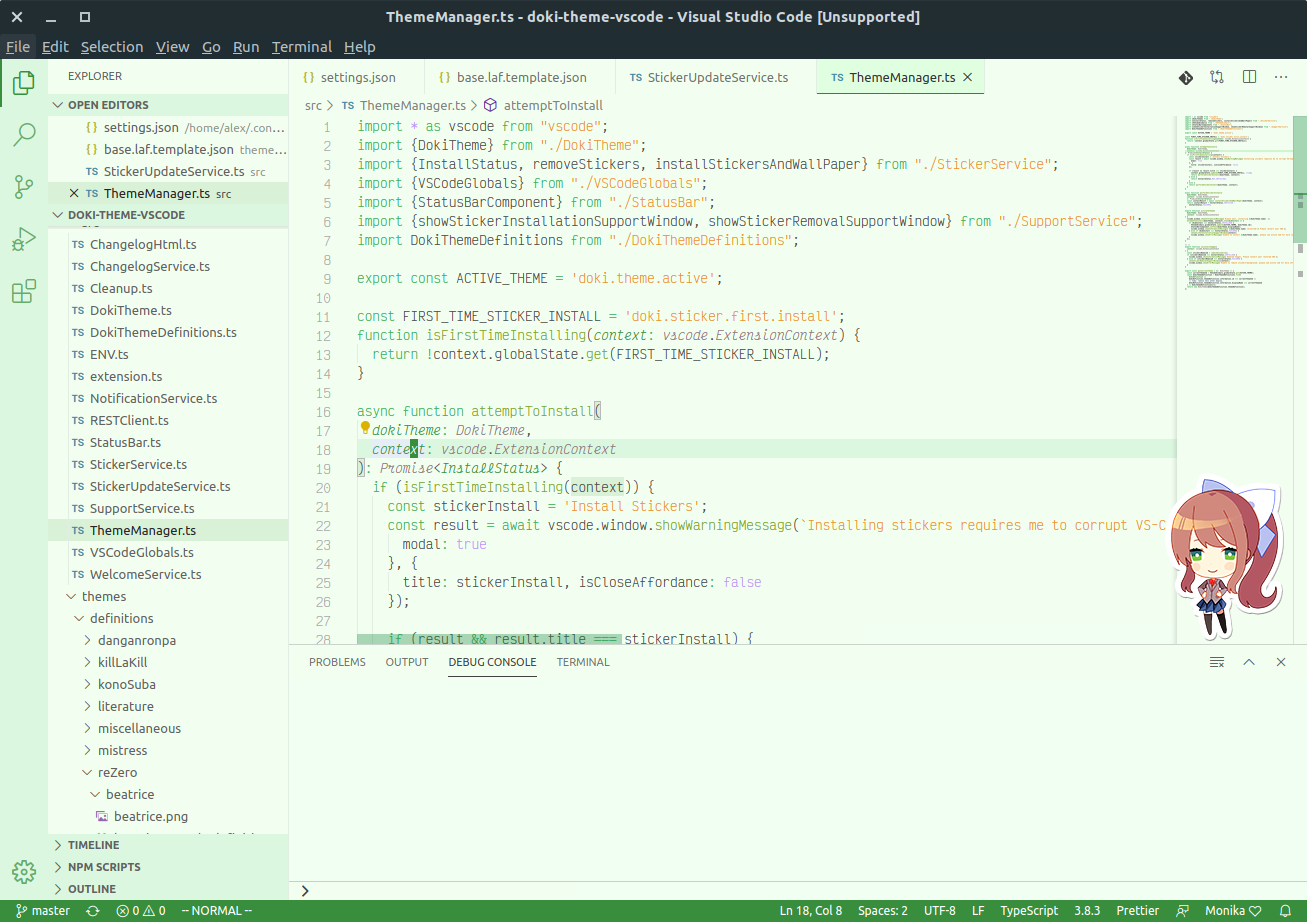 ThemeManager.ts - doki-theme-vscode - Visual Studio Code [Unsupported]
File Edit Selection View Go Run Terminal Help
EXPLORER
OPEN EDITORS
{} settings.json /home/alex/.con...
{} base.laf.template.json theme...
TS StickerUpdateService.ts src
TS ThemeManager.ts src
DOKI-THEME-VSCODE
TS ChangelogHtml.ts
TS ChangelogService.ts
TS Cleanup.ts
TS DokiTheme.ts
TS DokiThemeDefinitions.ts
TS ENV.ts
TS extension.ts
TS NotificationService.ts
TS RESTClient.ts
TS StatusBar.ts
TS StickerService.ts
TS StickerUpdateService.ts
TS SupportService.ts
TS ThemeManager.ts
TS VSCodeGlobals.ts
TS WelcomeService.ts
themes
definitions
danganronpa
killLaKill
konoSuba
literature
miscellaneous
mistress
reZero
beatrice
beatrice.png
TIMELINE
NPM SCRIPTS
OUTLINE
{} settings.json {} base.laf.template.json TS StickerUpdateService.ts TS ThemeManager.ts
src > TS ThemeManager.ts > attemptToInstall
1 import * as vscode from "vscode";
2 import {DokiTheme} from "./DokiTheme";
3 import {InstallStatus, removeStickers, installStickersAndWallPaper} from "./StickerService";
4 import {VSCodeGlobals} from "./VSCodeGlobals";
5 import {StatusBarComponent} from "./StatusBar";
6 import {showStickerInstallationSupportWindow, showStickerRemovalSupportWindow} from "./SupportService";
7 import DokiThemeDefinitions from "./DokiThemeDefinitions";
8
9 export const ACTIVE_THEME = 'doki.theme.active';
10
11 const FIRST_TIME_STICKER_INSTALL = 'doki.sticker.first.install';
12 function isFirstTimeInstalling(context: vscode.ExtensionContext) {
13 return !context.globalState.get(FIRST_TIME_STICKER_INSTALL);
14 }
15
16 async function attemptToInstall(
17 dokiTheme: DokiTheme,
18 context: vscode.ExtensionContext
19 ): Promise<InstallStatus> {
20 if (isFirstTimeInstalling(context)) {
21 const stickerInstall = 'Install Stickers';
22 const result = await vscode.window.showWarningMessage(`Installing stickers requires me to corrupt VS-C
23 modal: true
24 }, {
25 title: stickerInstall, isCloseAffordance: false
26 });
27
28 if (result && result.title === stickerInstall) {
PROBLEMS OUTPUT DEBUG CONSOLE TERMINAL
master 0 0 -- NORMAL -- Ln 18, Col 8 Spaces: 2 UTF-8 LF TypeScript 3.8.3 Prettier Monika